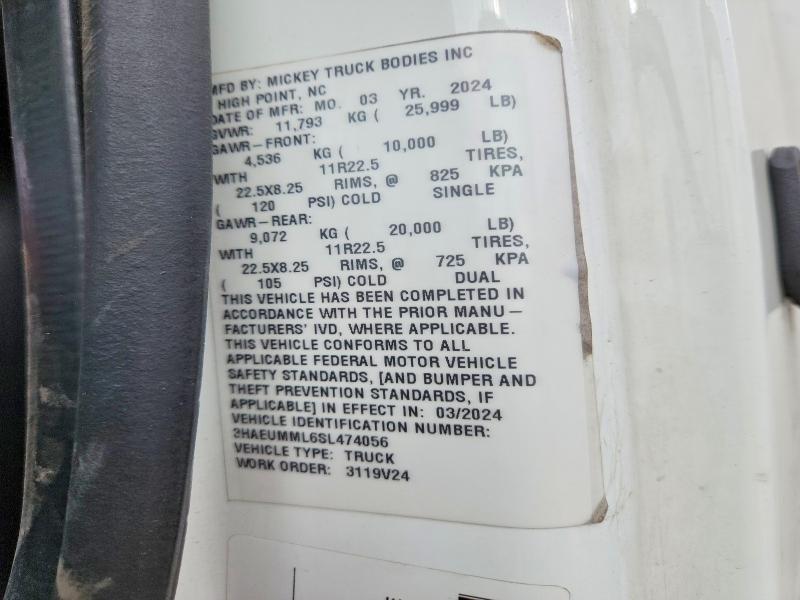 MFD BY: MICKEY TRUCK BODIES INC
HIGH POINT, NC
DATE OF MFR: MO. 03 YR. 2024
GVWR: 11,793 KG ( 25,999 LB)
GAWR-FRONT:
4,536 KG ( 10,000 LB)
WITH 11R22.5 TIRES,
22.5X8.25 RIMS, @ 825 KPA
( 120 PSI) COLD SINGLE
GAWR-REAR:
9,072 KG ( 20,000 LB)
WITH 11R22.5 TIRES,
22.5X8.25 RIMS, @ 725 KPA
( 105 PSI) COLD DUAL
THIS VEHICLE HAS BEEN COMPLETED IN
ACCORDANCE WITH THE PRIOR MANU-
FACTURERS' IVD, WHERE APPLICABLE.
THIS VEHICLE CONFORMS TO ALL
APPLICABLE FEDERAL MOTOR VEHICLE
SAFETY STANDARDS, [AND BUMPER AND
THEFT PREVENTION STANDARDS, IF
APPLICABLE] IN EFFECT IN: 03/2024
VEHICLE IDENTIFICATION NUMBER:
3HAEUMML6SL474056
VEHICLE TYPE: TRUCK
WORK ORDER: 3119V24